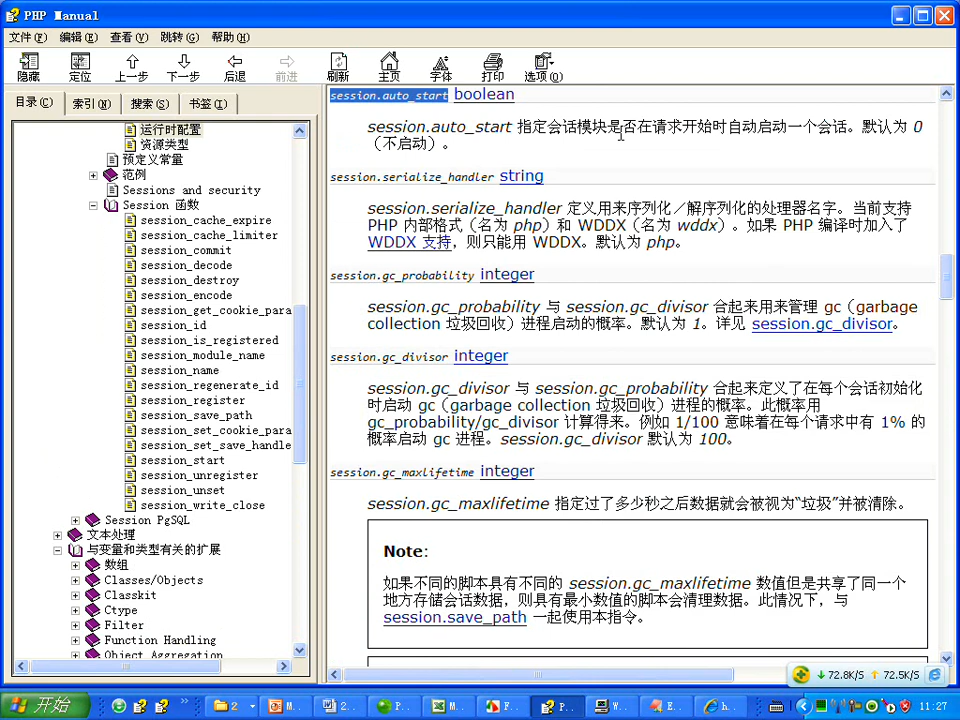 PHP Manual
文件(F) 编辑(E) 查看(V) 跳转(G) 帮助(H)
隐藏 定位 上一步 下一步 后退 前进 刷新 主页 字体 打印 选项(O)
目录(C) 索引(N) 搜索(S) 书签(I)
运行时配置
资源类型
预定义常量
范例
Sessions and security
Session 函数
session_cache_expire
session_cache_limiter
session_commit
session_decode
session_destroy
session_encode
session_get_cookie_para
session_id
session_is_registered
session_module_name
session_name
session_regenerate_id
session_register
session_save_path
session_set_cookie_para
session_set_save_handle
session_start
session_unregister
session_unset
session_write_close
Session PgSQL
文本处理
与变量和类型有关的扩展
数组
Classes/Objects
Classkit
Ctype
Filter
Function Handling
Object Aggregation
session.auto_start boolean
session.auto_start 指定会话模块是否在请求开始时自动启动一个会话。默认为 0
（不启动）。
session.serialize_handler string
session.serialize_handler 定义用来序列化／解序列化的处理器名字。当前支持
PHP 内部格式（名为 php）和 WDDX（名为 wddx）。如果 PHP 编译时加入了
WDDX 支持，则只能用 WDDX。默认为 php。
session.gc_probability integer
session.gc_probability 与 session.gc_divisor 合起来用来管理 gc（garbage
collection 垃圾回收）进程启动的概率。默认为 1。详见 session.gc_divisor。
session.gc_divisor integer
session.gc_divisor 与 session.gc_probability 合起来定义了在每个会话初始化
时启动 gc（garbage collection 垃圾回收）进程的概率。此概率用
gc_probability/gc_divisor 计算得来。例如 1/100 意味着在每个请求中有 1% 的
概率启动 gc 进程。session.gc_divisor 默认为 100。
session.gc_maxlifetime integer
session.gc_maxlifetime 指定过了多少秒之后数据就会被视为“垃圾”并被清除。
Note:
如果不同的脚本具有不同的 session.gc_maxlifetime 数值但是共享了同一个
地方存储会话数据，则具有最小数值的脚本会清理数据。此情况下，与
session.save_path 一起使用本指令。
72.8K/S 72.5K/S
开始 2 M.. 2.. P.. M.. F.. P.. W.. E.. h.. 11:27